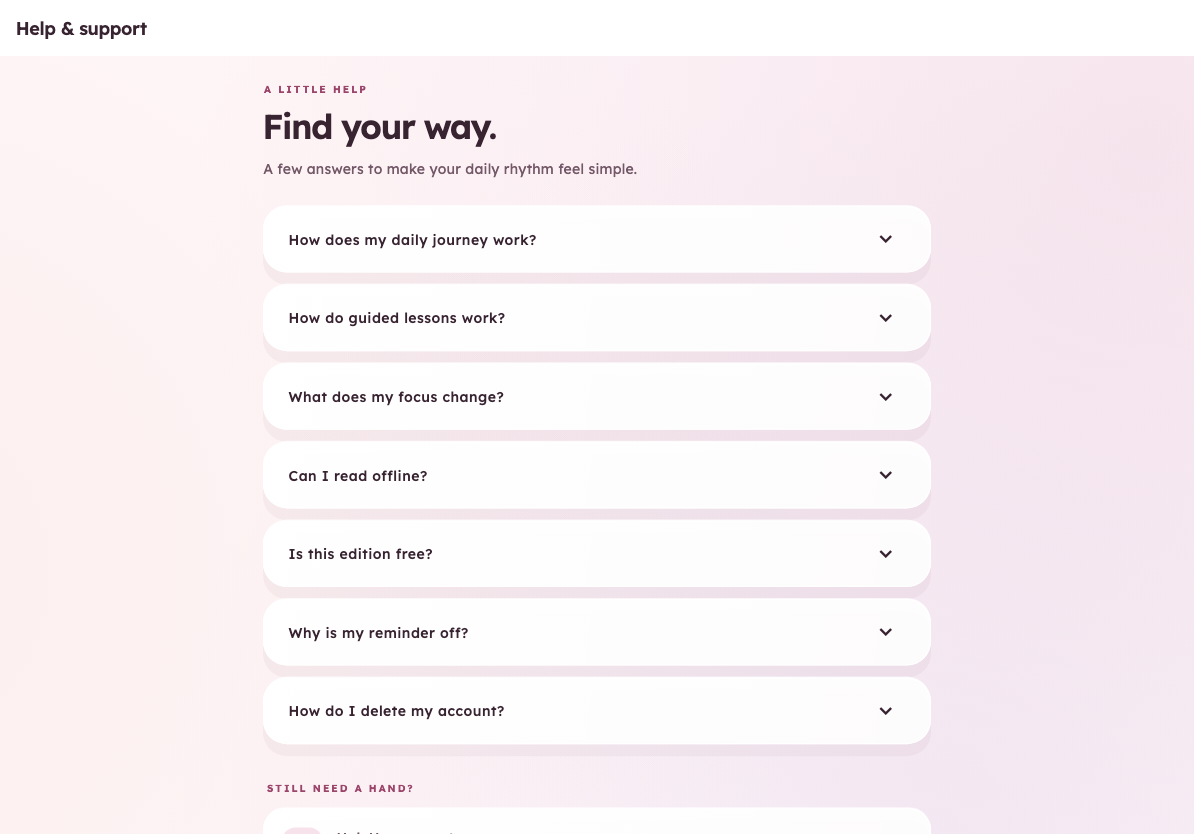 Help & support
A LITTLE HELP
Find your way.
A few answers to make your daily rhythm feel simple.
How does my daily journey work?
How do guided lessons work?
What does my focus change?
Can I read offline?
Is this edition free?
Why is my reminder off?
How do I delete my account?
STILL NEED A HAND?